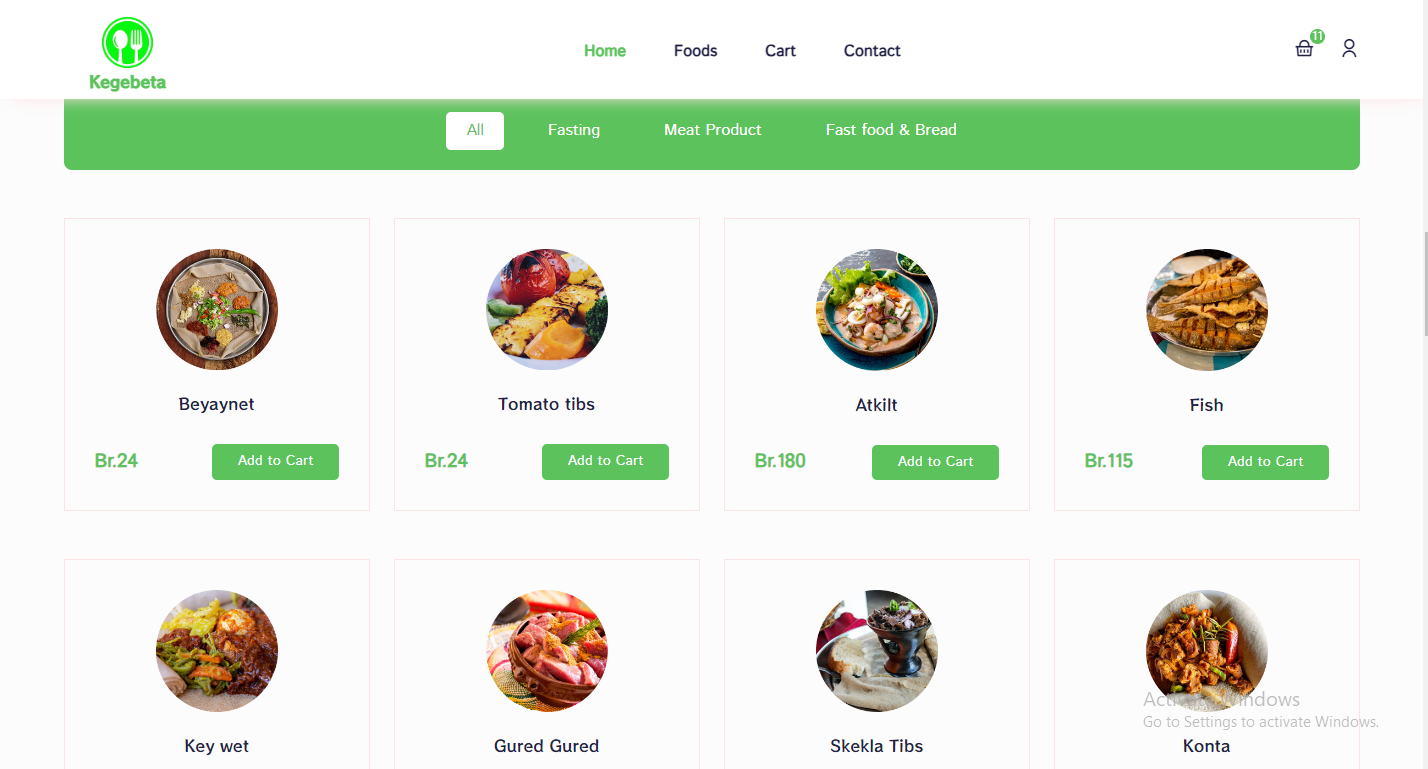 Kegebeta
Home Foods Cart Contact
11
All Fasting Meat Product Fast food & Bread
Beyaynet Tomato tibs Atkilt Fish
Br.24 Add to Cart Br.24 Add to Cart Br.180 Add to Cart Br.115 Add to Cart
Key wet Gured Gured Skekla Tibs Konta
Activate Windows
Go to Settings to activate Windows.